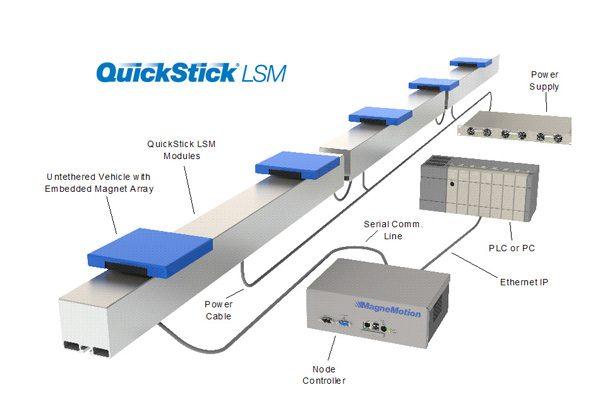 QuickStick® LSM
Power
Supply
QuickStick LSM
Modules
Untethered Vehicle with
Embedded Magnet Array
Serial Comm.
Line
PLC or PC
Ethernet IP
Power
Cable
MagneMotion
Node
Controller